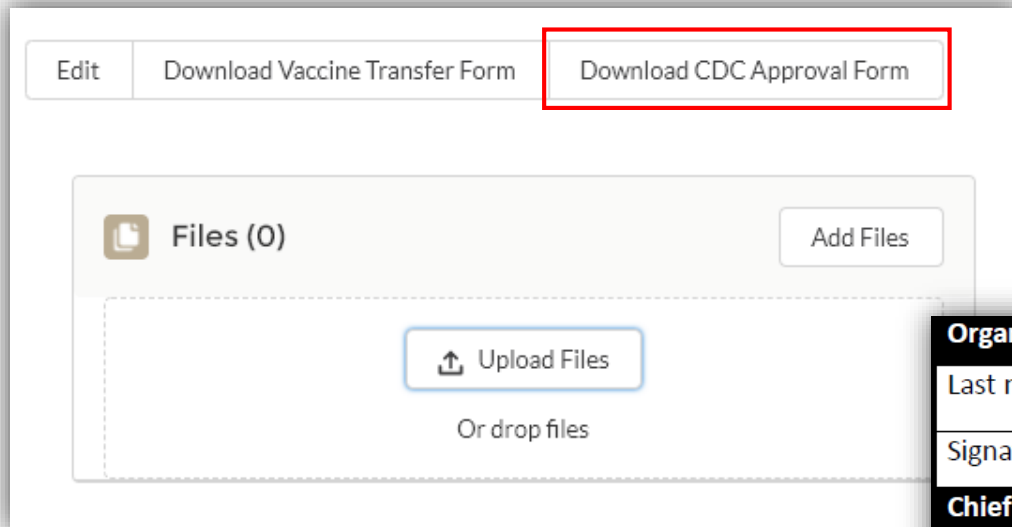 Edit Download Vaccine Transfer Form Download CDC Approval Form
Files (0) Add Files
Upload Files
Or drop files
Last
Chief